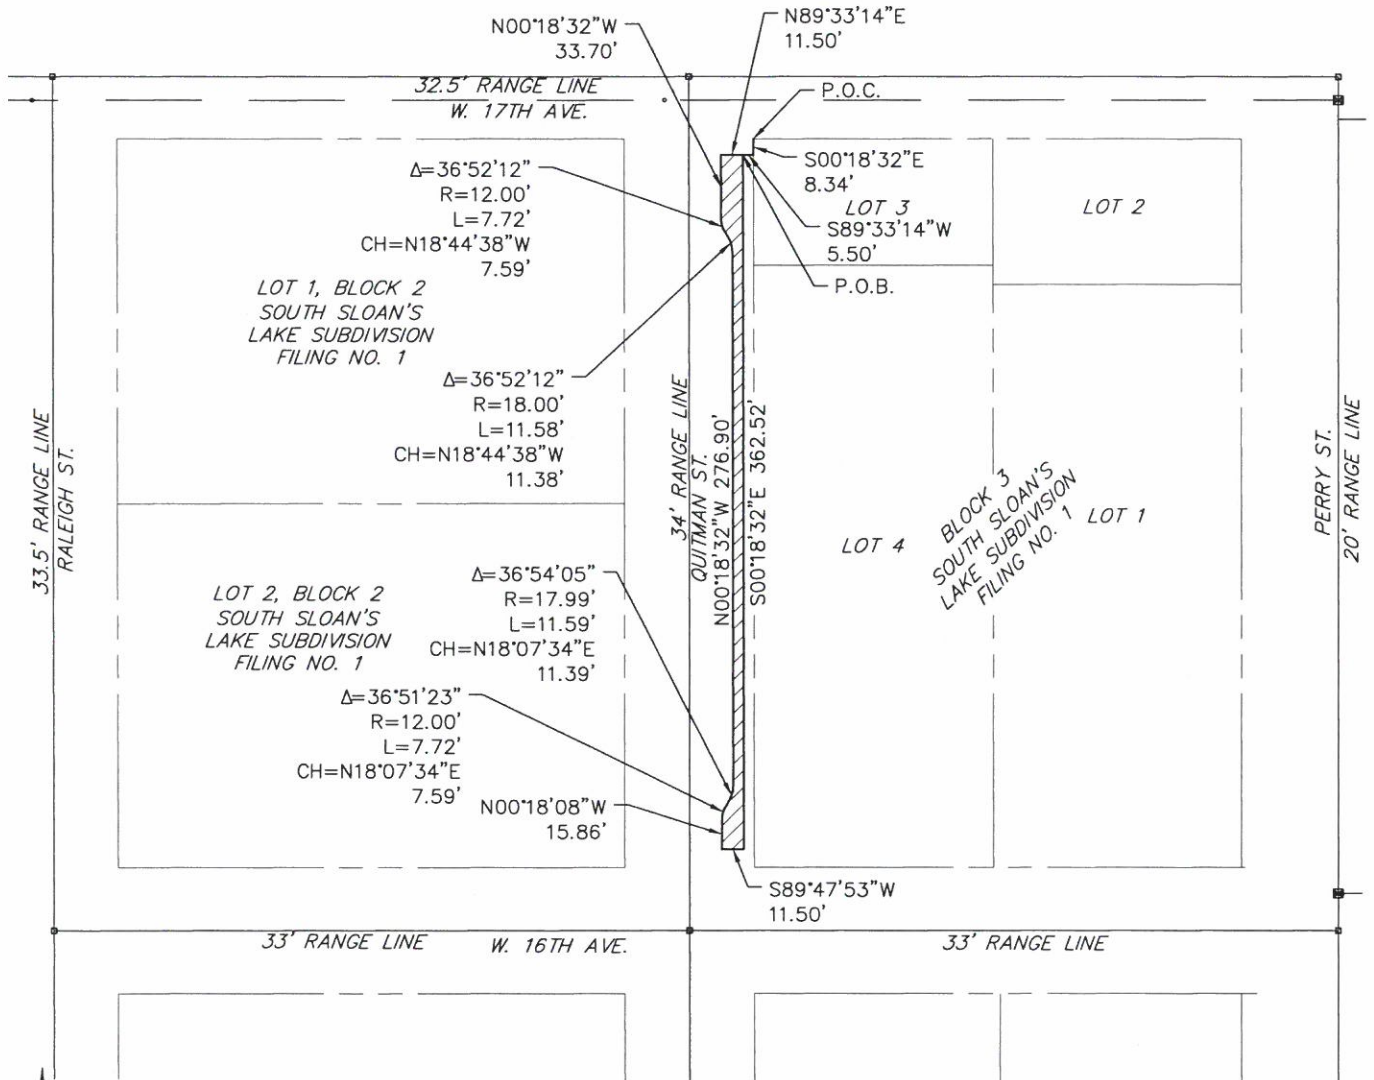 N00°18'32"W
33.70'
N89°33'14"E
11.50'
32.5' RANGE LINE
W. 17TH AVE.
P.O.C.
S00°18'32"E
8.34'
LOT 3
S89°33'14"W
5.50'
P.O.B.
LOT 2
Δ=36°52'12"
R=12.00'
L=7.72'
CH=N18°44'38"W
7.59'
LOT 1, BLOCK 2
SOUTH SLOAN'S
LAKE SUBDIVISION
FILING NO. 1
Δ=36°52'12"
R=18.00'
L=11.58'
CH=N18°44'38"W
11.38'
33.5' RANGE LINE
RALEIGH ST.
34' RANGE LINE
QUITMAN ST.
N00°18'32"W 276.90'
S00°18'32"E 362.52'
LOT 4
BLOCK 3
SOUTH SLOAN'S
LAKE SUBDIVISION
FILING NO. 1
LOT 1
PERRY ST.
20' RANGE LINE
Δ=36°54'05"
R=17.99'
L=11.59'
CH=N18°07'34"E
11.39'
LOT 2, BLOCK 2
SOUTH SLOAN'S
LAKE SUBDIVISION
FILING NO. 1
Δ=36°51'23"
R=12.00'
L=7.72'
CH=N18°07'34"E
7.59'
N00°18'08"W
15.86'
S89°47'53"W
11.50'
33' RANGE LINE
W. 16TH AVE.
33' RANGE LINE